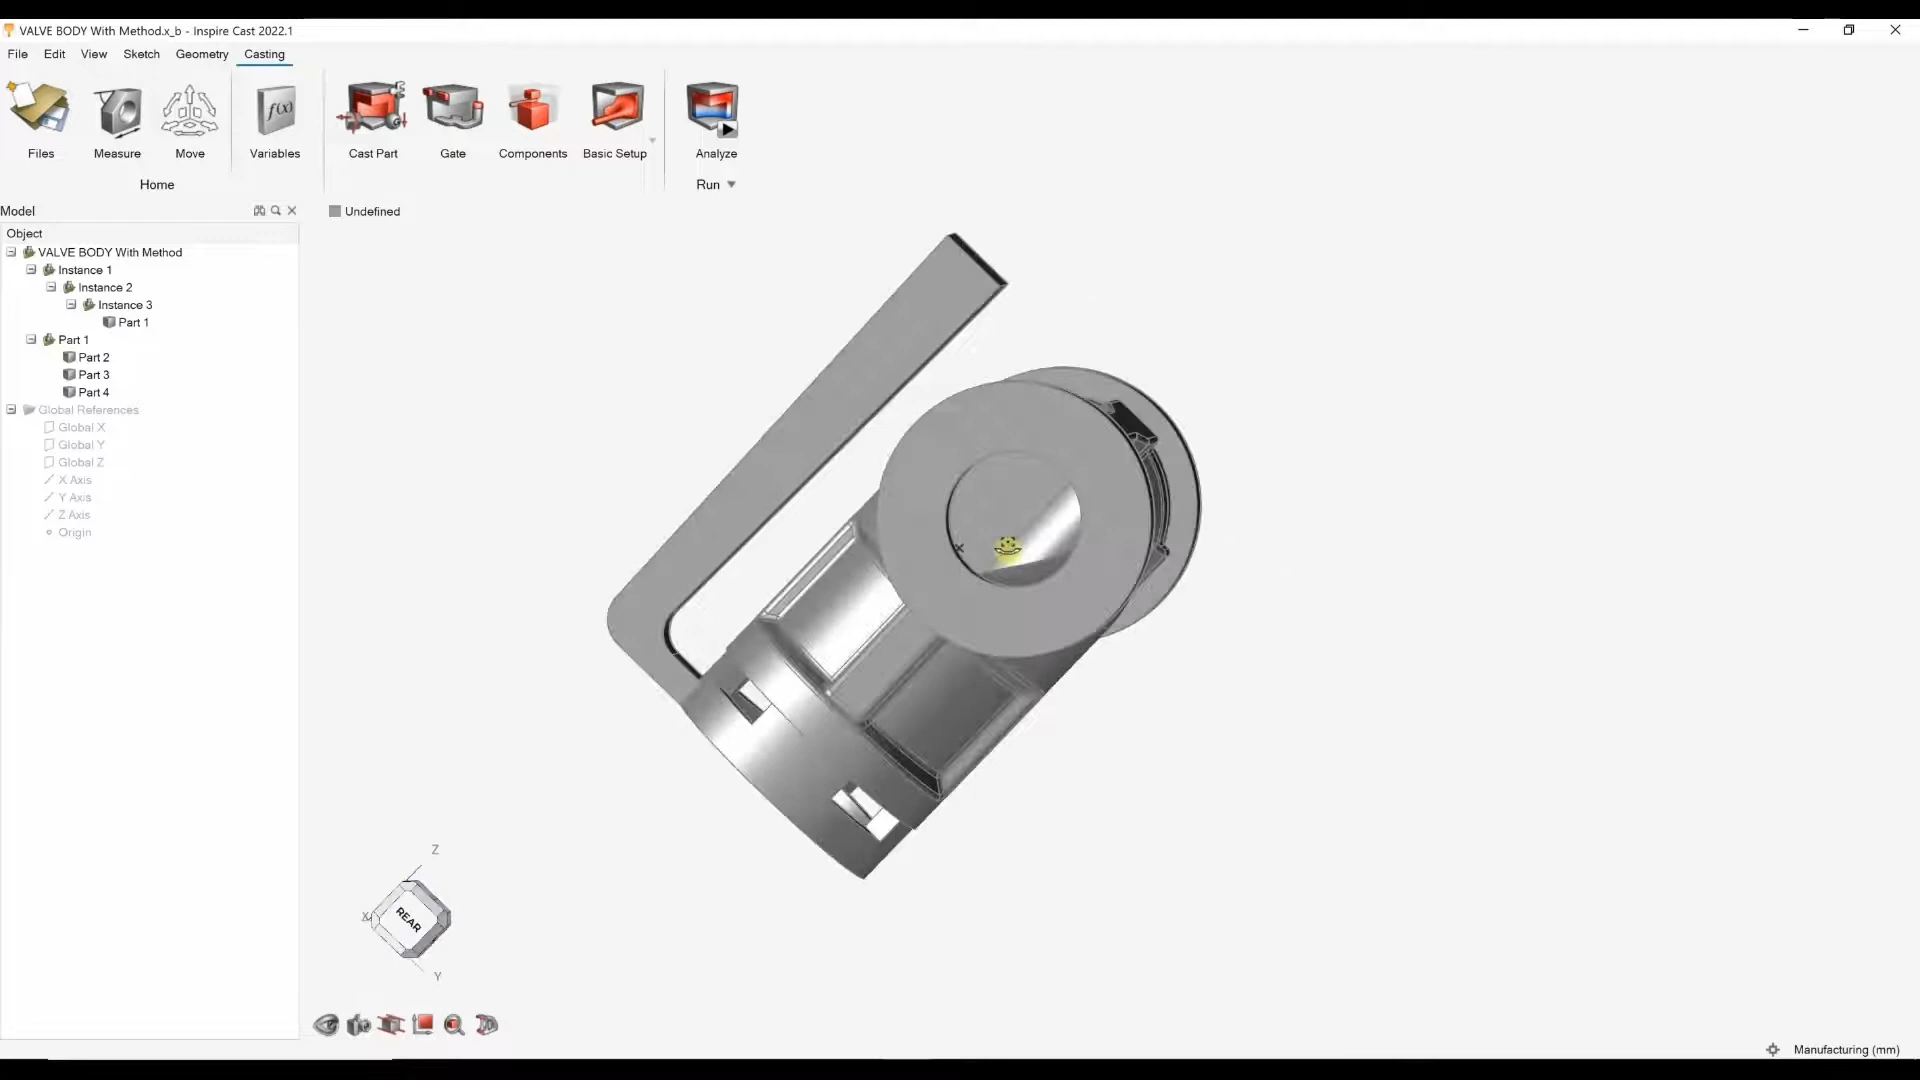 VALVE BODY With Method.x_b - Inspire Cast 2022.1
File Edit View Sketch Geometry Casting
Files Measure Move Variables Cast Part Gate Components Basic Setup Analyze
Home Run
Model
Undefined
Object
VALVE BODY With Method
Instance 1
Instance 2
Instance 3
Part 1
Part 1
Part 2
Part 3
Part 4
Global References
Global X
Global Y
Global Z
X Axis
Y Axis
Z Axis
Origin
Z
X
REAR
Y
Manufacturing (mm)
f(x)